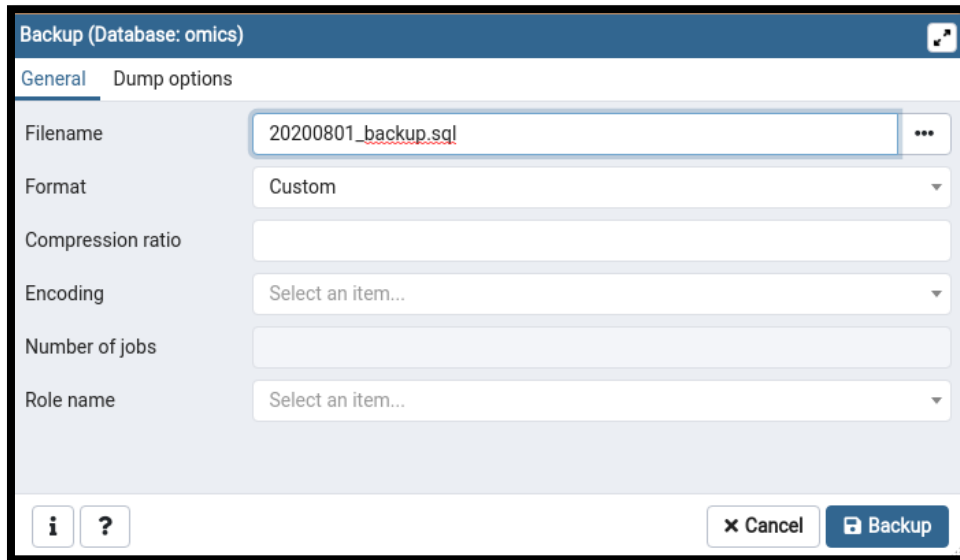 Backup (Database: omics)
General Dump options
Filename 20200801_backup.sql
Format Custom
Compression ratio
Encoding Select an item...
Number of jobs
Role name Select an item...
i ? Cancel Backup